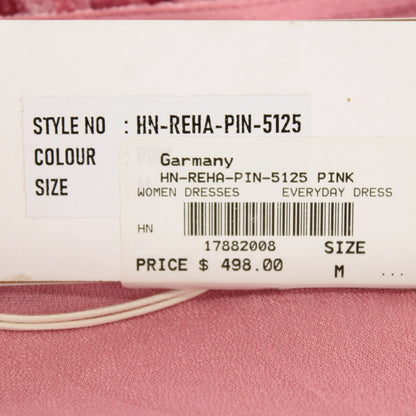 STYLE NO : HN-REHA-PIN-5125
COLOUR : PINK
SIZE :
Garmany
HN-REHA-PIN-5125 PINK
WOMEN DRESSES EVERYDAY DRESS
HN
17882008 SIZE
PRICE $ 498.00 M ...